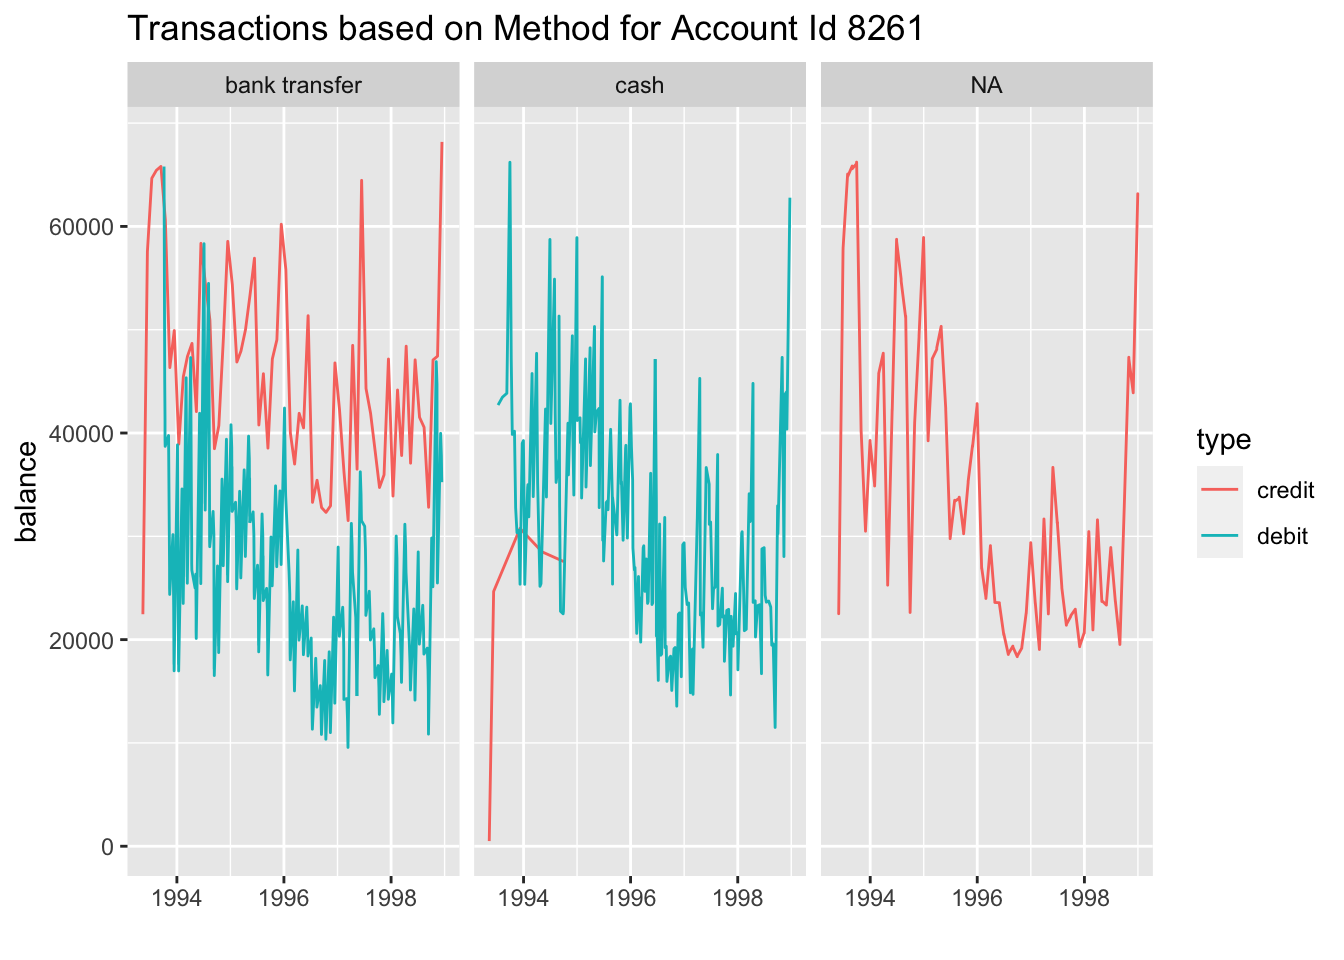 Transactions based on Method for Account Id 8261
bank transfer
cash
NA
60000
40000
20000
0
balance
1994
1996
1998
1994
1996
1998
1994
1996
1998
type
credit
debit